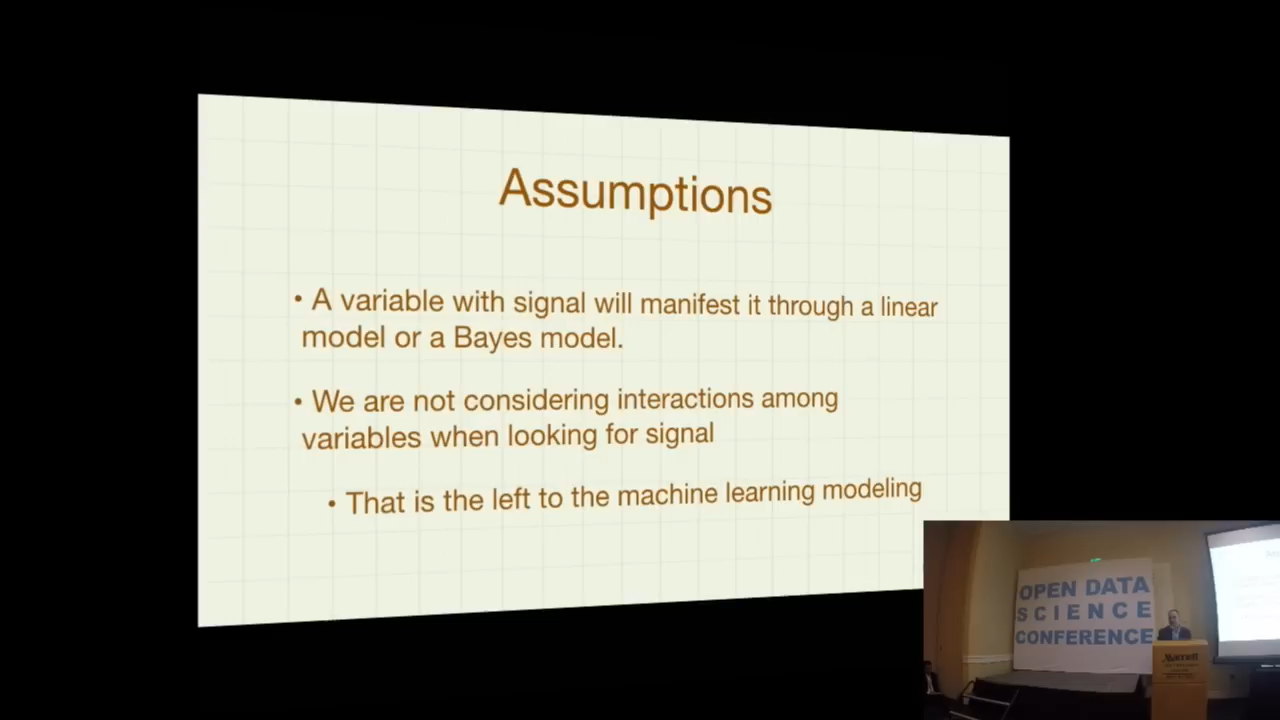 Assumptions
• A variable with signal will manifest it through a linear
model or a Bayes model.
• We are not considering interactions among
variables when looking for signal
• That is the left to the machine learning modeling
OPEN DATA
SCIENCE
CONFERENCE
Marriott